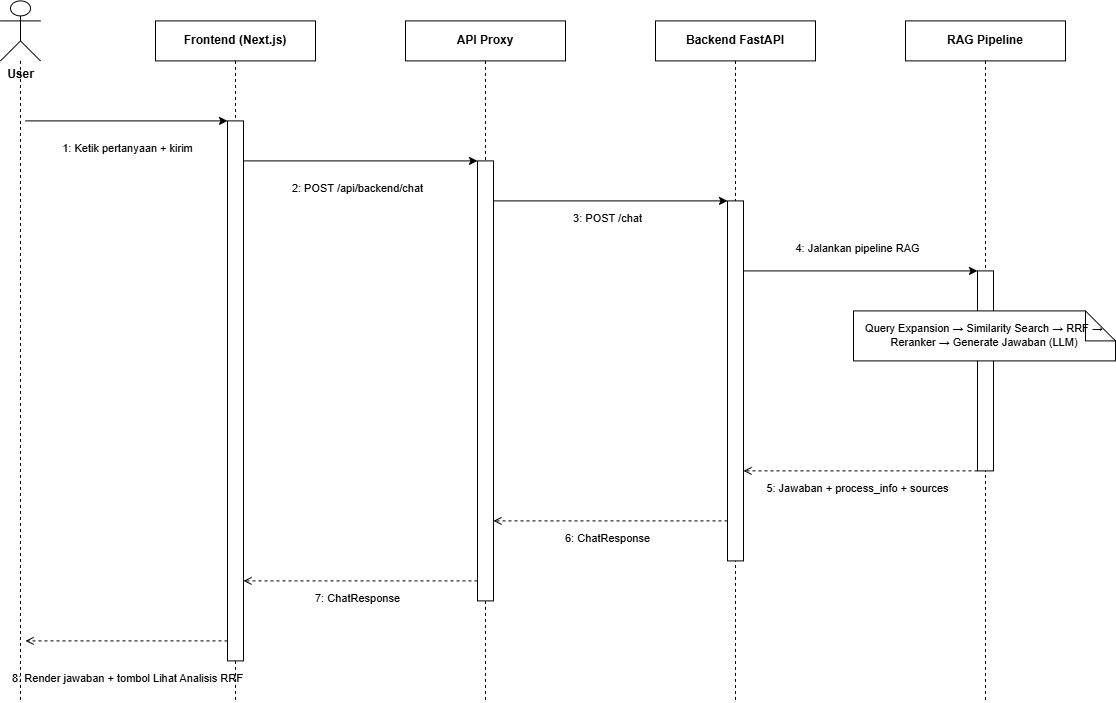 User
Frontend (Next.js)
API Proxy
Backend FastAPI
RAG Pipeline
1: Ketik pertanyaan + kirim
2: POST /api/backend/chat
3: POST /chat
4: Jalankan pipeline RAG
Query Expansion → Similarity Search → RRF →
Reranker → Generate Jawaban (LLM)
5: Jawaban + process_info + sources
6: ChatResponse
7: ChatResponse
8: Render jawaban + tombol Lihat Analisis RRF